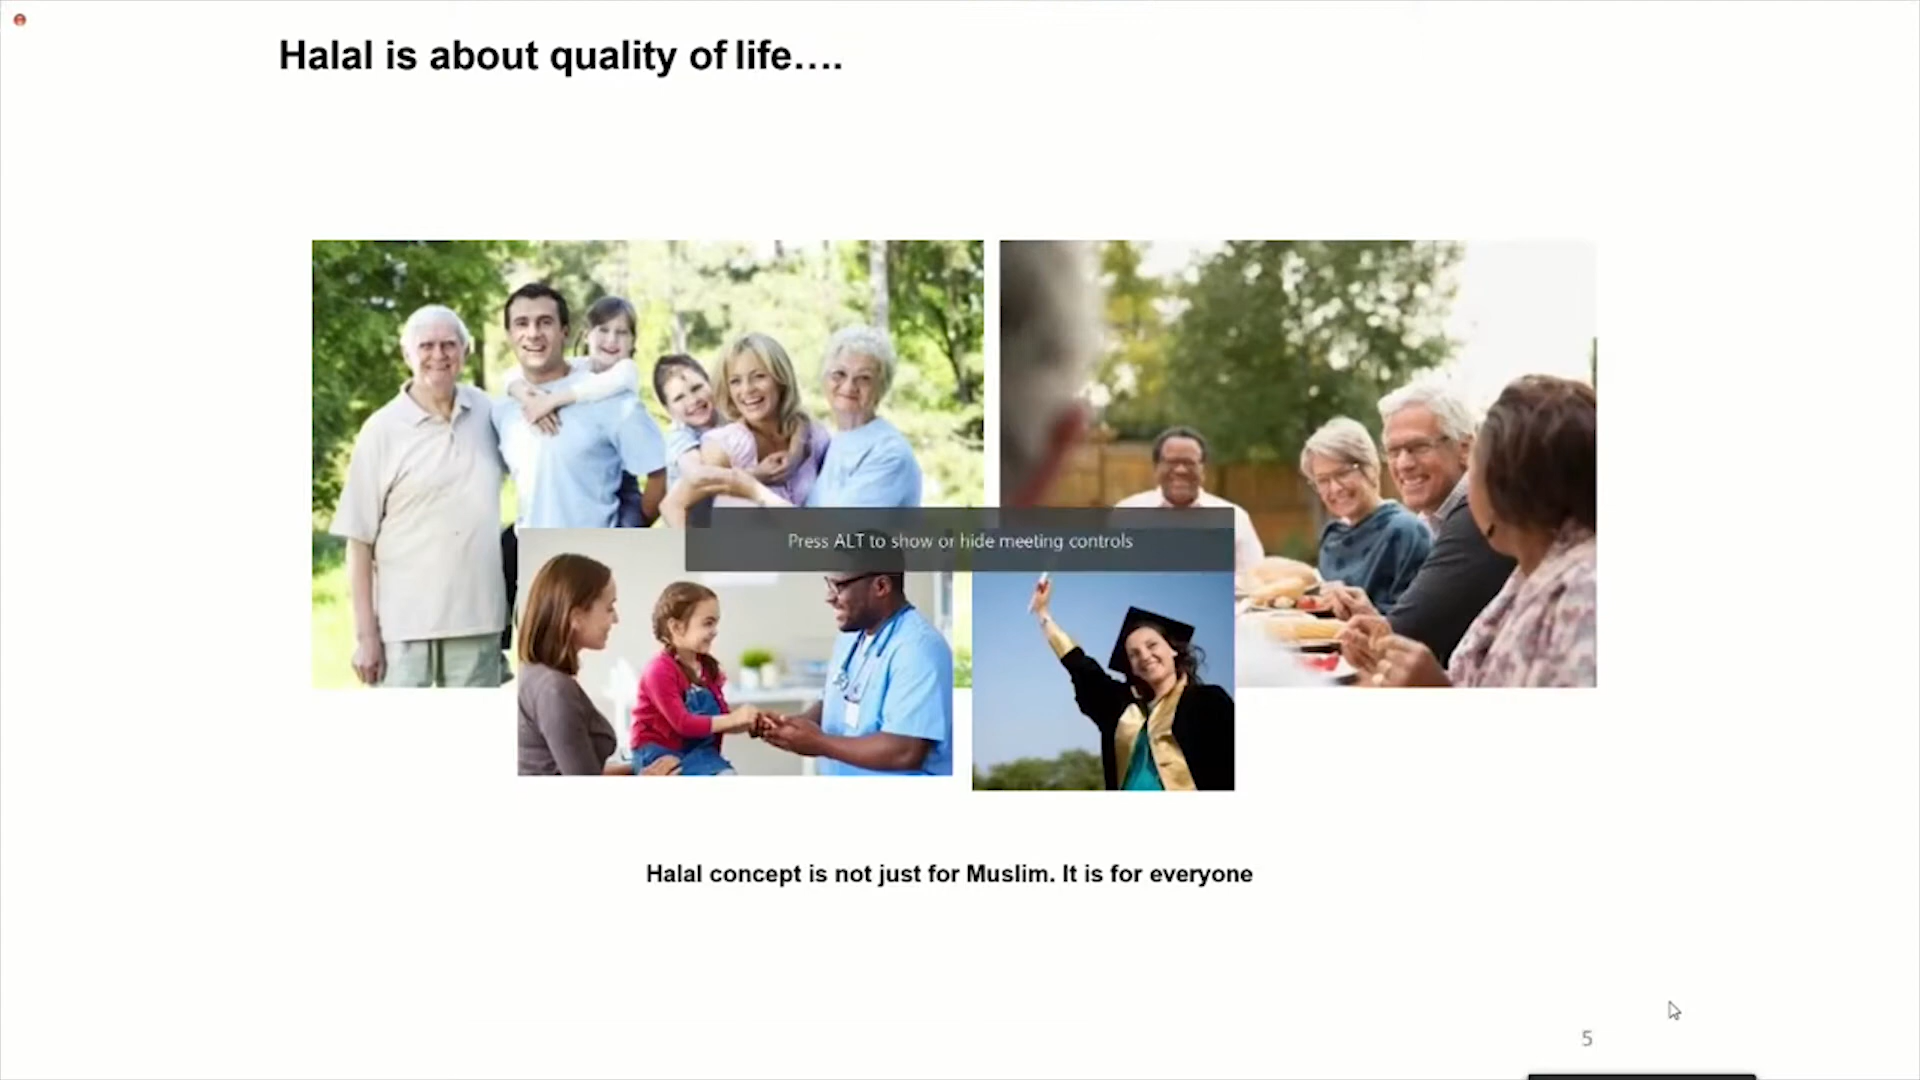 Halal is about quality of life....
Press ALT to show or hide meeting controls
Halal concept is not just for Muslim. It is for everyone
5